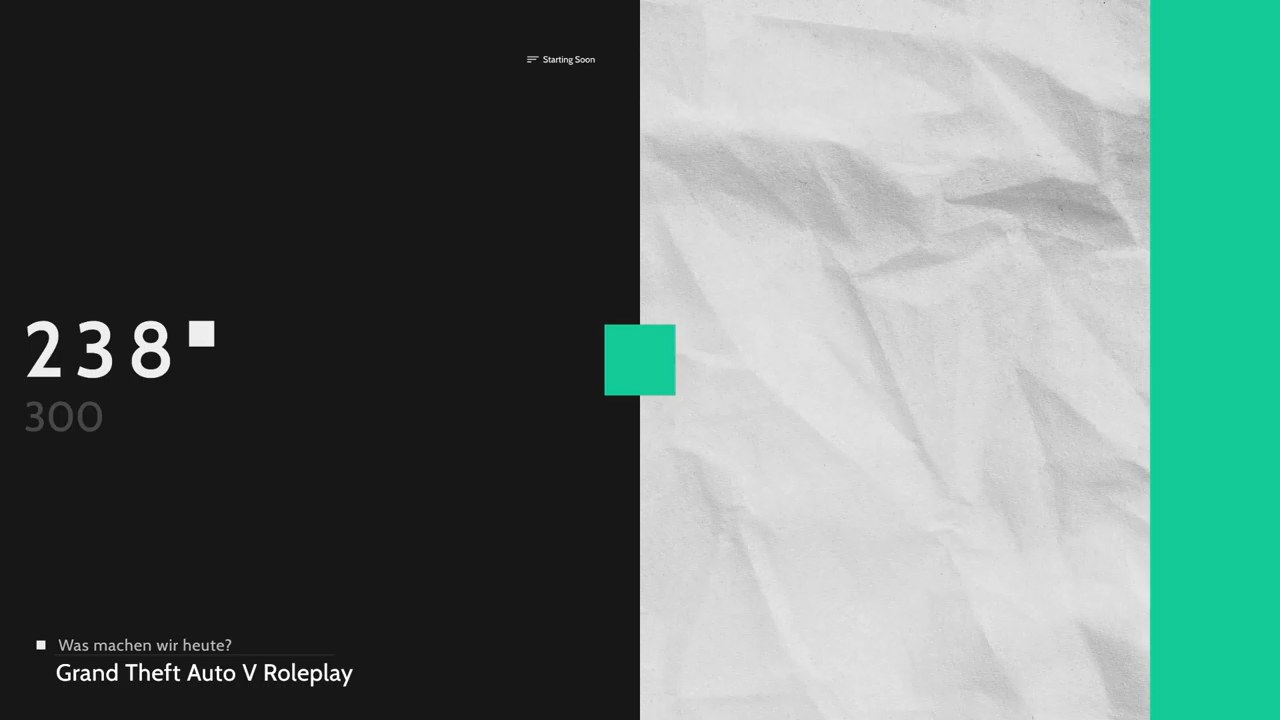 Starting Soon
238
300
Was machen wir heute?
Grand Theft Auto V Roleplay